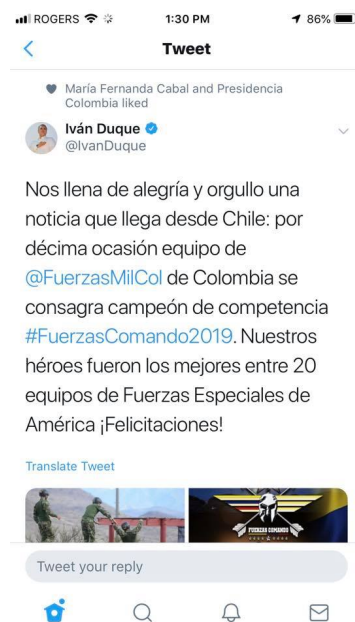 ROGERS 1:30 PM 86%
Tweet
María Fernanda Cabal and Presidencia
Colombia liked
Iván Duque
@IvanDuque
Nos llena de alegría y orgullo una
noticia que llega desde Chile: por
décima ocasión equipo de
@FuerzasMilCol de Colombia se
consagra campeón de competencia
#FuerzasComando2019. Nuestros
héroes fueron los mejores entre 20
equipos de Fuerzas Especiales de
América ¡Felicitaciones!
Translate Tweet
FUERZAS COMANDO
Tweet your reply